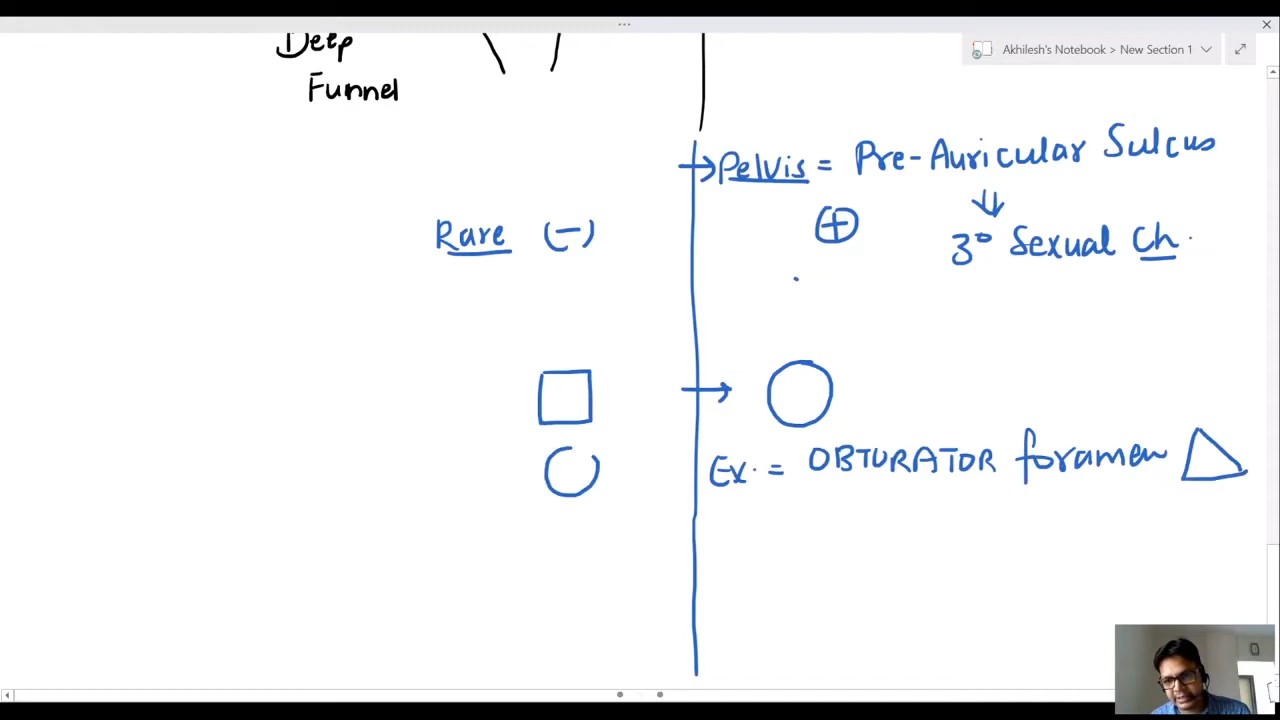 Deep
Funnel
Akhilesh's Notebook > New Section 1
Pelvis = Pre-Auricular Sulcus
Rare (-)
3° Sexual Ch.
Ex. = OBTURATOR foramen